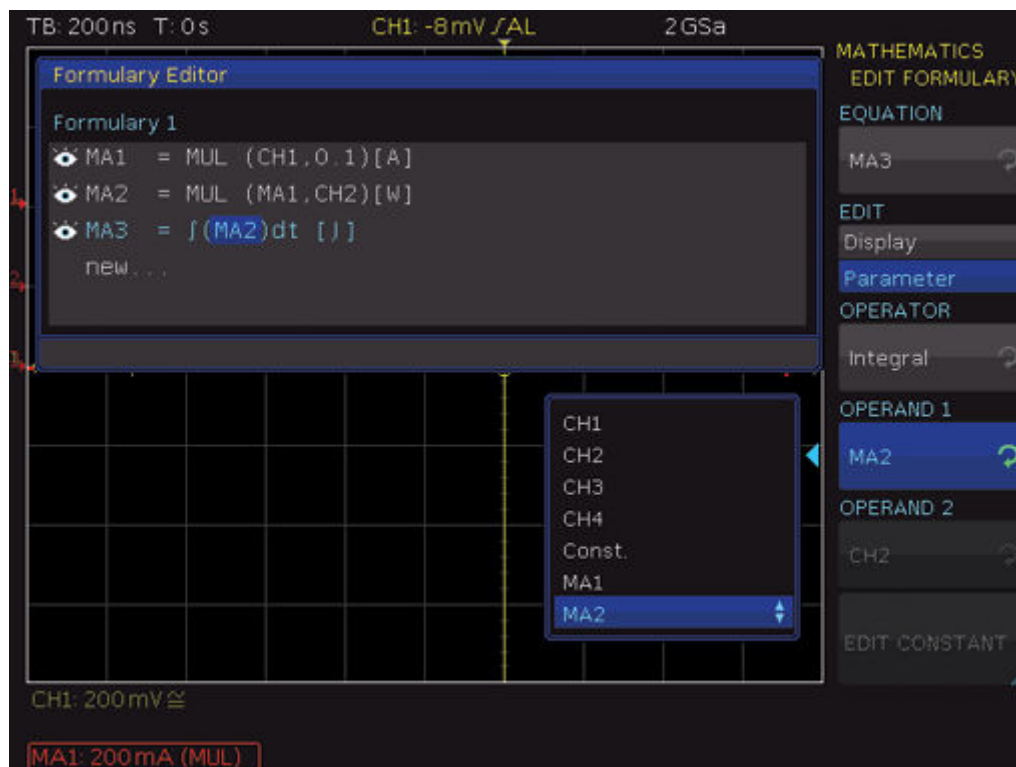 TB: 200ns T: 0s CH1: -8mV ∫AL 2GSa
MATHEMATICS
EDIT FORMULARY
Formulary Editor
Formulary 1
MA1 = MUL (CH1,0.1)[A]
MA2 = MUL (MA1,CH2)[W]
MA3 = ∫(MA2)dt [J]
new...
EQUATION
MA3
EDIT
Display
Parameter
OPERATOR
Integral
OPERAND 1
MA2
OPERAND 2
CH2
EDIT CONSTANT
CH1
CH2
CH3
CH4
Const.
MA1
MA2
1
2
CH1: 200mV≅
MA1: 200mA (MUL)